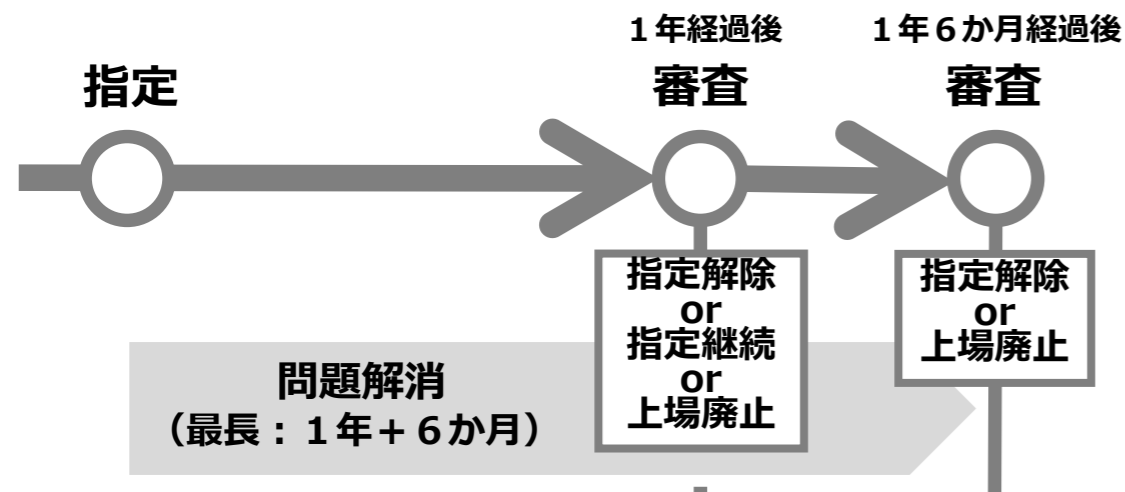 1年経過後
1年6か月経過後
指定
審査
審査
指定解除
or
指定継続
or
上場廃止
指定解除
or
上場廃止
問題解消
（最長：1年＋6か月）